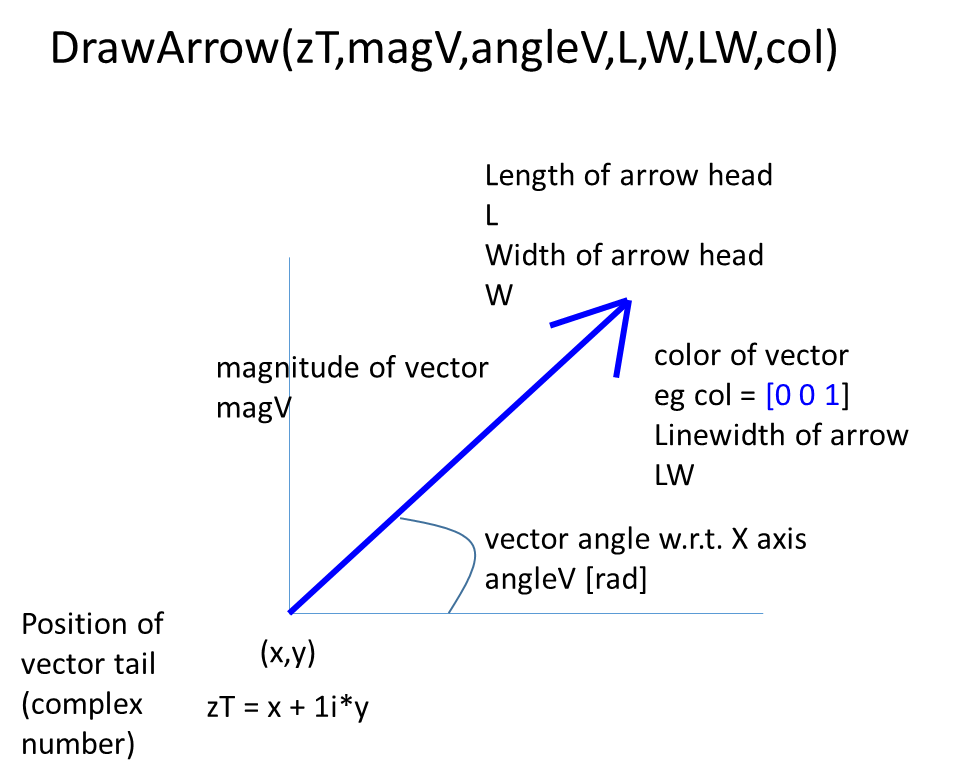 DrawArrow(zT,magV,angleV,L,W,LW,col)
Length of arrow head
L
Width of arrow head
W
magnitude of vector
magV
color of vector
eg col = [0 0 1]
Linewidth of arrow
LW
vector angle w.r.t. X axis
angleV [rad]
Position of
vector tail
(complex
number)
(x,y)
zT = x + 1i*y